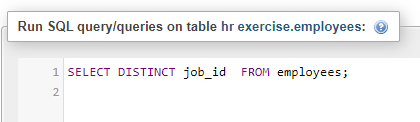 Run SQL query/queries on table hr exercise.employees:
1 SELECT DISTINCT job_id  FROM employees;
2